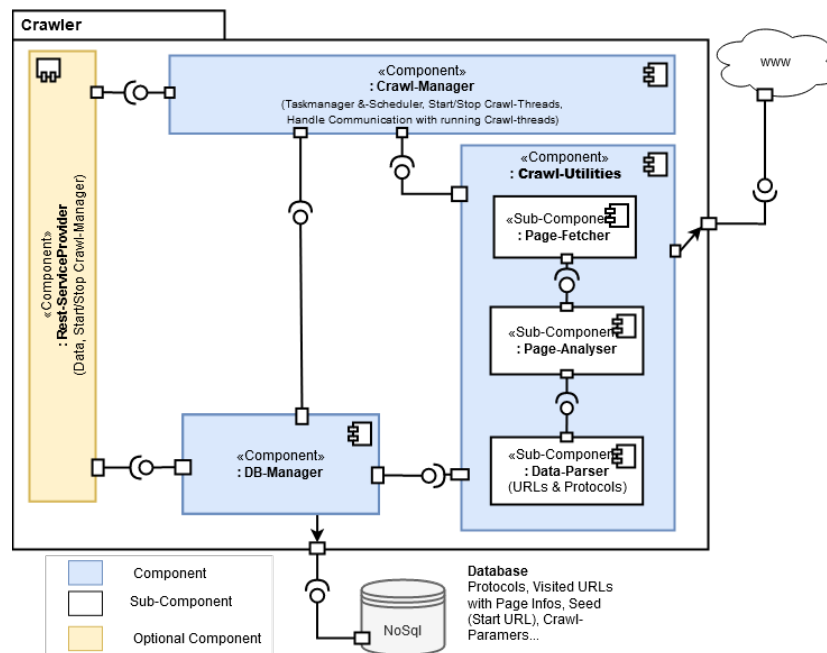 Crawler
«Component»
: Crawl-Manager
(Taskmanager &-Scheduler, Start/Stop Crawl-Threads,
Handle Communication with running Crawl-threads)
www
«Component»
: Rest-ServiceProvider
(Data, Start/Stop Crawl-Manager)
«Component»
: Crawl-Utilities
«Sub-Component»
: Page-Fetcher
«Sub-Component»
: Page-Analyser
«Sub-Component»
: Data-Parser
(URLs & Protocols)
«Component»
: DB-Manager
Component
Sub-Component
Optional Component
NoSql
Database
Protocols, Visited URLs
with Page Infos, Seed
(Start URL), Crawl-
Paramers...